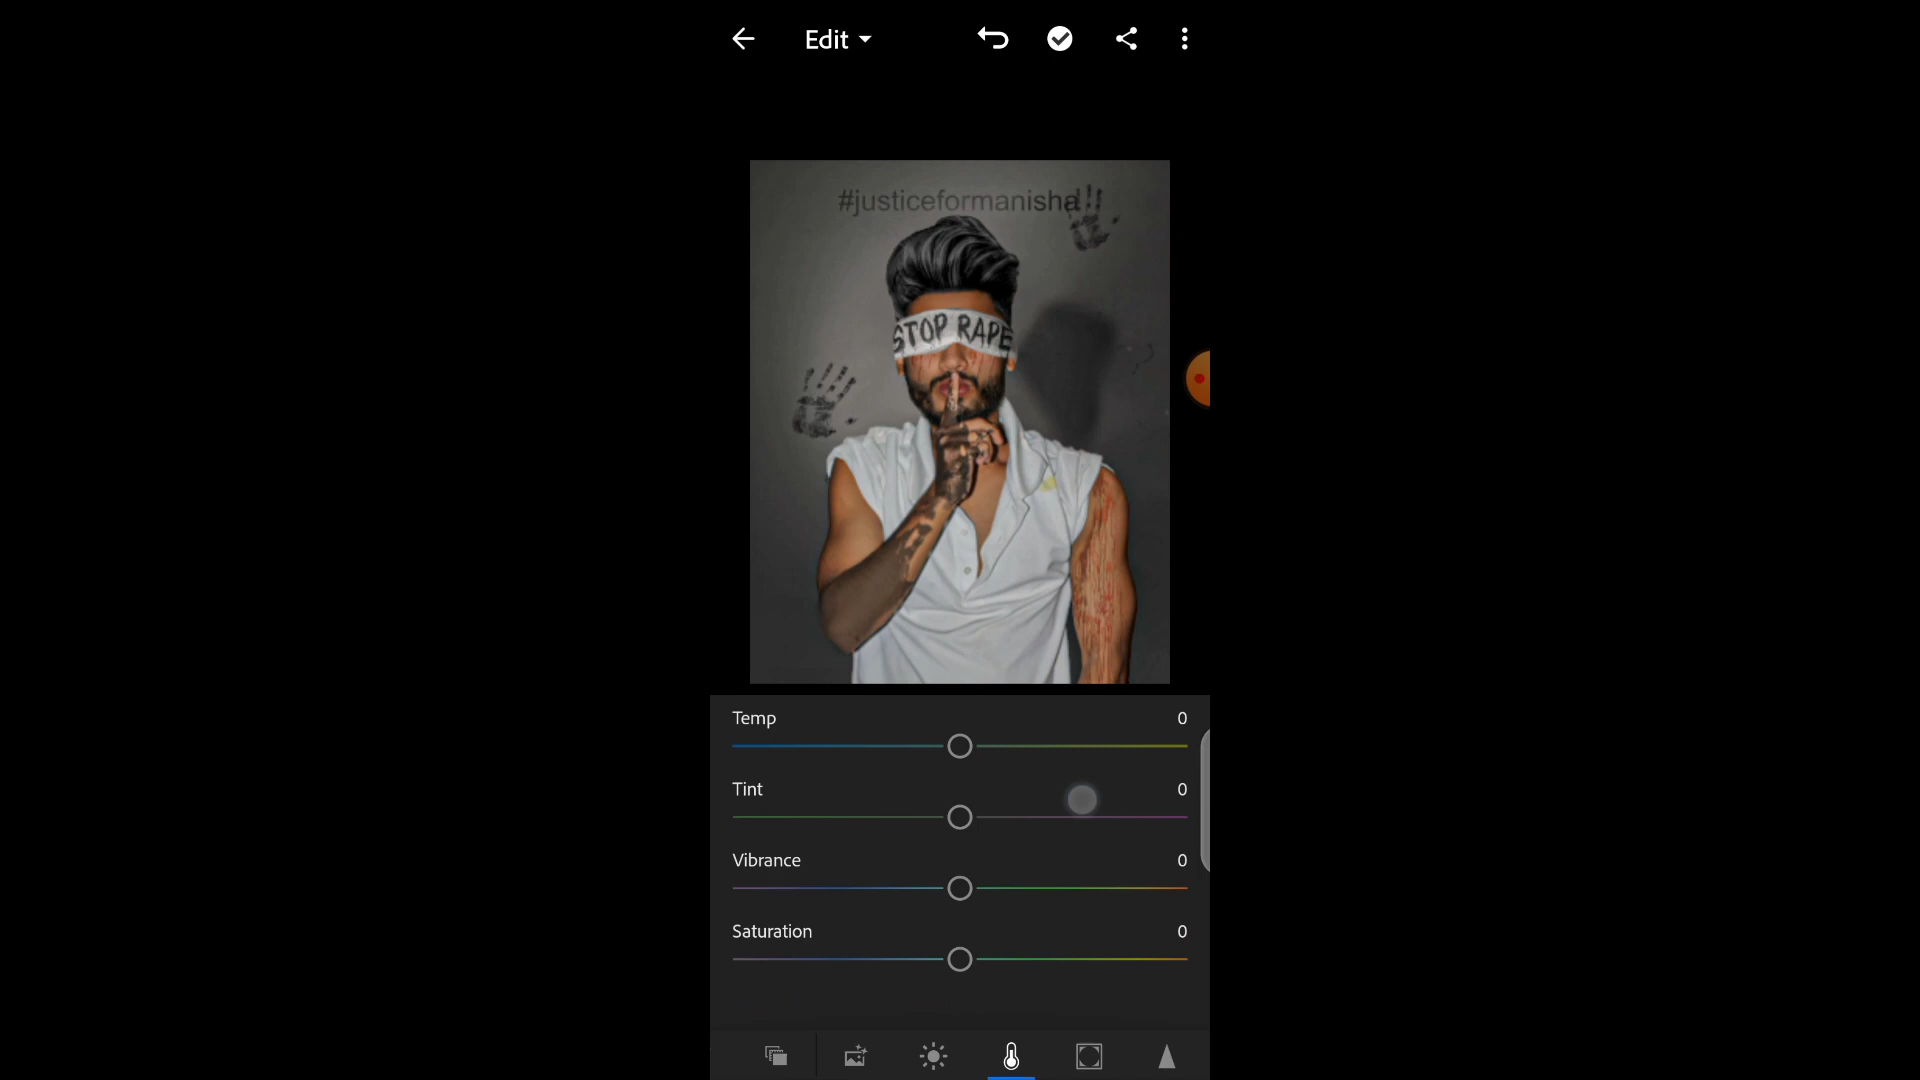 Edit
#justiceformanisha
STOP RAPE
Temp 0
Tint 0
Vibrance 0
Saturation 0